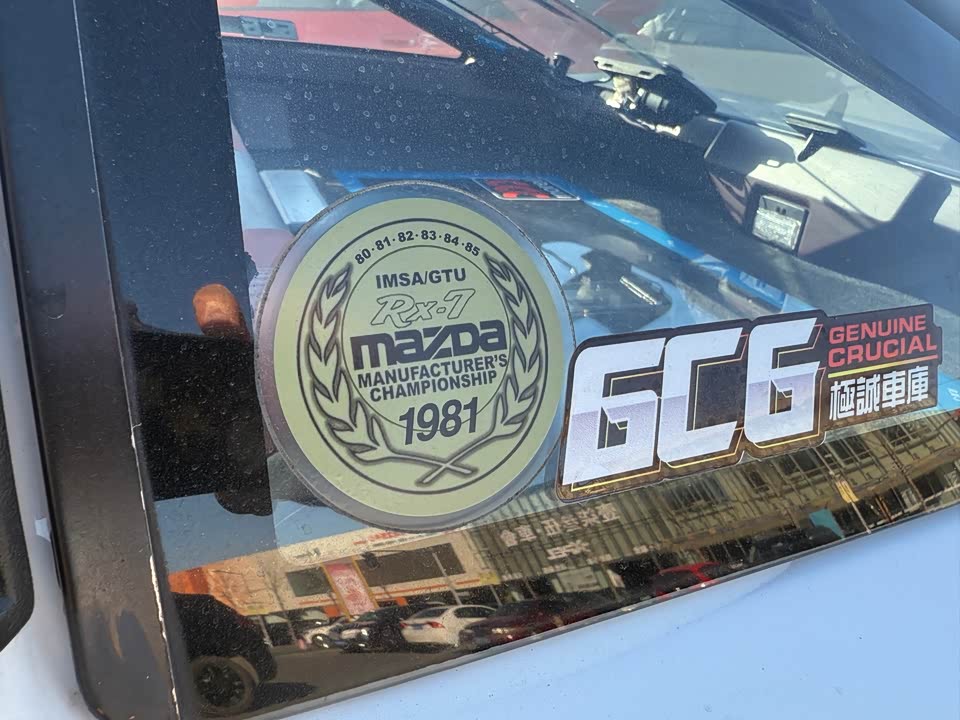 80·81·82·83·84·85
IMSA/GTU
Rx-7
mazda
MANUFACTURER'S
CHAMPIONSHIP
1981
GCG
GENUINE
CRUCIAL
極誠車庫